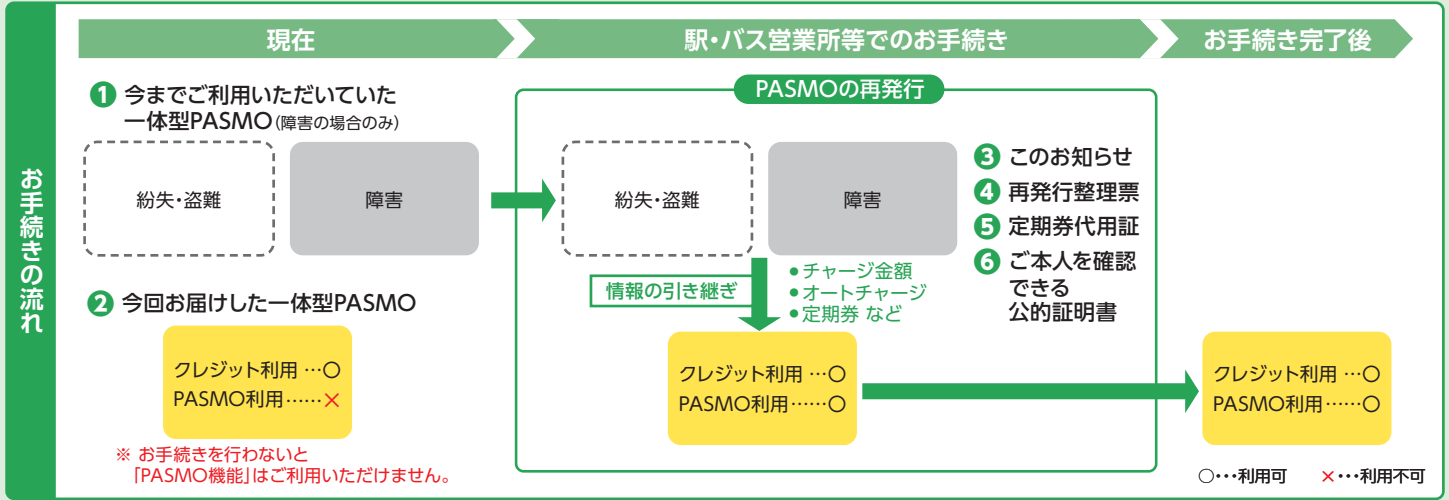 お手続きの流れ
現在
駅・バス営業所等でのお手続き
お手続き完了後
❶ 今までご利用いただいていた
一体型PASMO(障害の場合のみ)
紛失・盗難
障害
❷ 今回お届けした一体型PASMO
クレジット利用 …〇
PASMO利用……×
※ お手続きを行わないと
「PASMO機能」はご利用いただけません。
PASMOの再発行
紛失・盗難
障害
❸ このお知らせ
❹ 再発行整理票
❺ 定期券代用証
❻ ご本人を確認
できる
公的証明書
情報の引き継ぎ
●チャージ金額
●オートチャージ
●定期券 など
クレジット利用 …〇
PASMO利用……〇
クレジット利用 …〇
PASMO利用……〇
〇・・・利用可 ×・・・利用不可